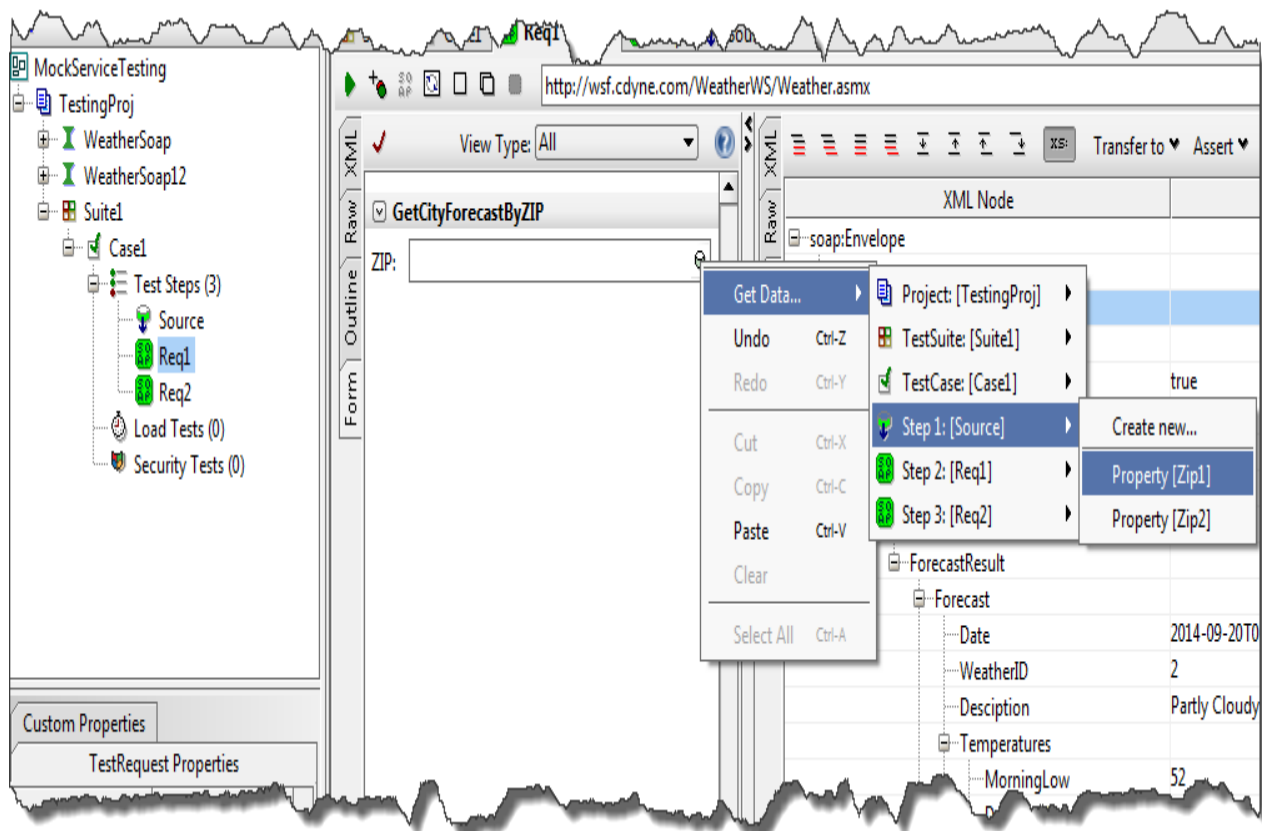 Req1
MockServiceTesting
TestingProj
WeatherSoap
WeatherSoap12
Suite1
Case1
Test Steps (3)
Source
Req1
Req2
Load Tests (0)
Security Tests (0)
Custom Properties
TestRequest Properties
http://wsf.cdyne.com/WeatherWS/Weather.asmx
XML
Raw
Outline
Form
View Type: All
GetCityForecastByZIP
ZIP:
Get Data...
Undo Ctrl-Z
Redo Ctrl-Y
Cut Ctrl-X
Copy Ctrl-C
Paste Ctrl-V
Clear
Select All Ctrl-A
Project: [TestingProj]
TestSuite: [Suite1]
TestCase: [Case1]
Step 1: [Source]
Step 2: [Req1]
Step 3: [Req2]
Create new...
Property [Zip1]
Property [Zip2]
XML
Raw
xs:
Transfer to
Assert
XML Node
soap:Envelope
true
ForecastResult
Forecast
Date 2014-09-20T0
WeatherID 2
Desciption Partly Cloudy
Temperatures
MorningLow 52